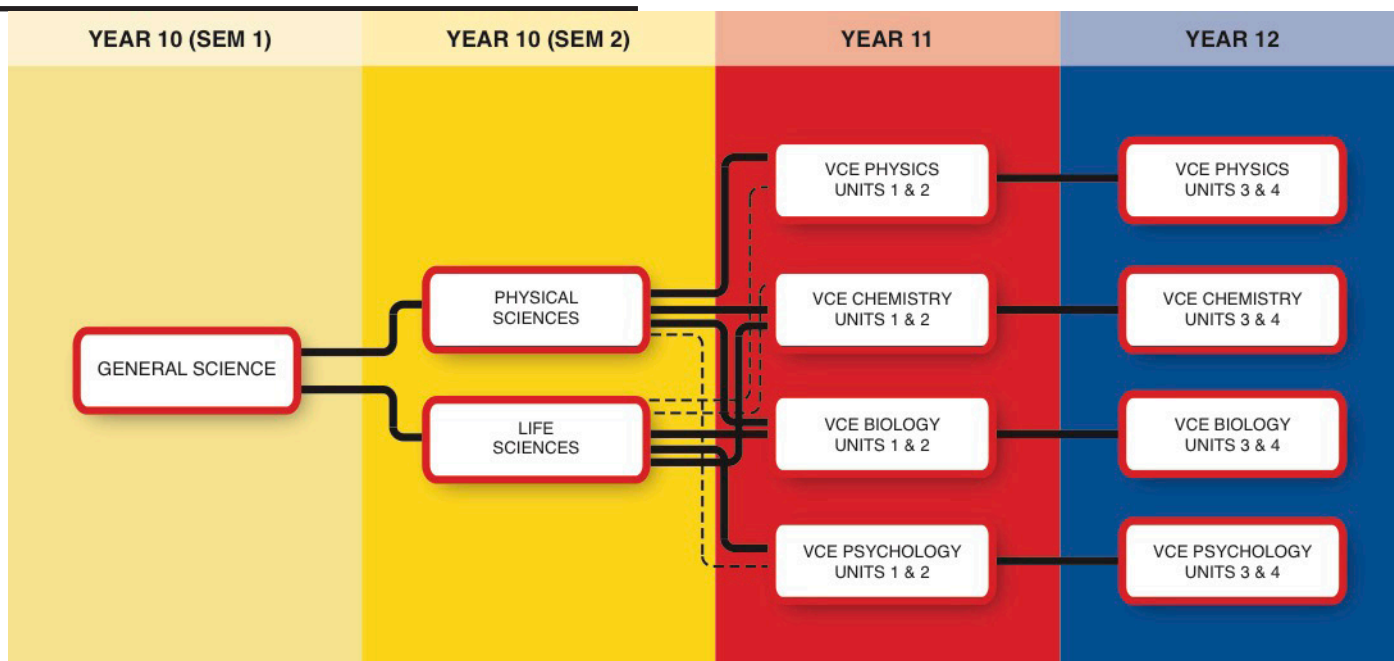 YEAR 10 (SEM 1)
YEAR 10 (SEM 2)
YEAR 11
YEAR 12
GENERAL SCIENCE
PHYSICAL
SCIENCES
LIFE
SCIENCES
VCE PHYSICS
UNITS 1 & 2
VCE CHEMISTRY
UNITS 1 & 2
VCE BIOLOGY
UNITS 1 & 2
VCE PSYCHOLOGY
UNITS 1 & 2
VCE PHYSICS
UNITS 3 & 4
VCE CHEMISTRY
UNITS 3 & 4
VCE BIOLOGY
UNITS 3 & 4
VCE PSYCHOLOGY
UNITS 3 & 4